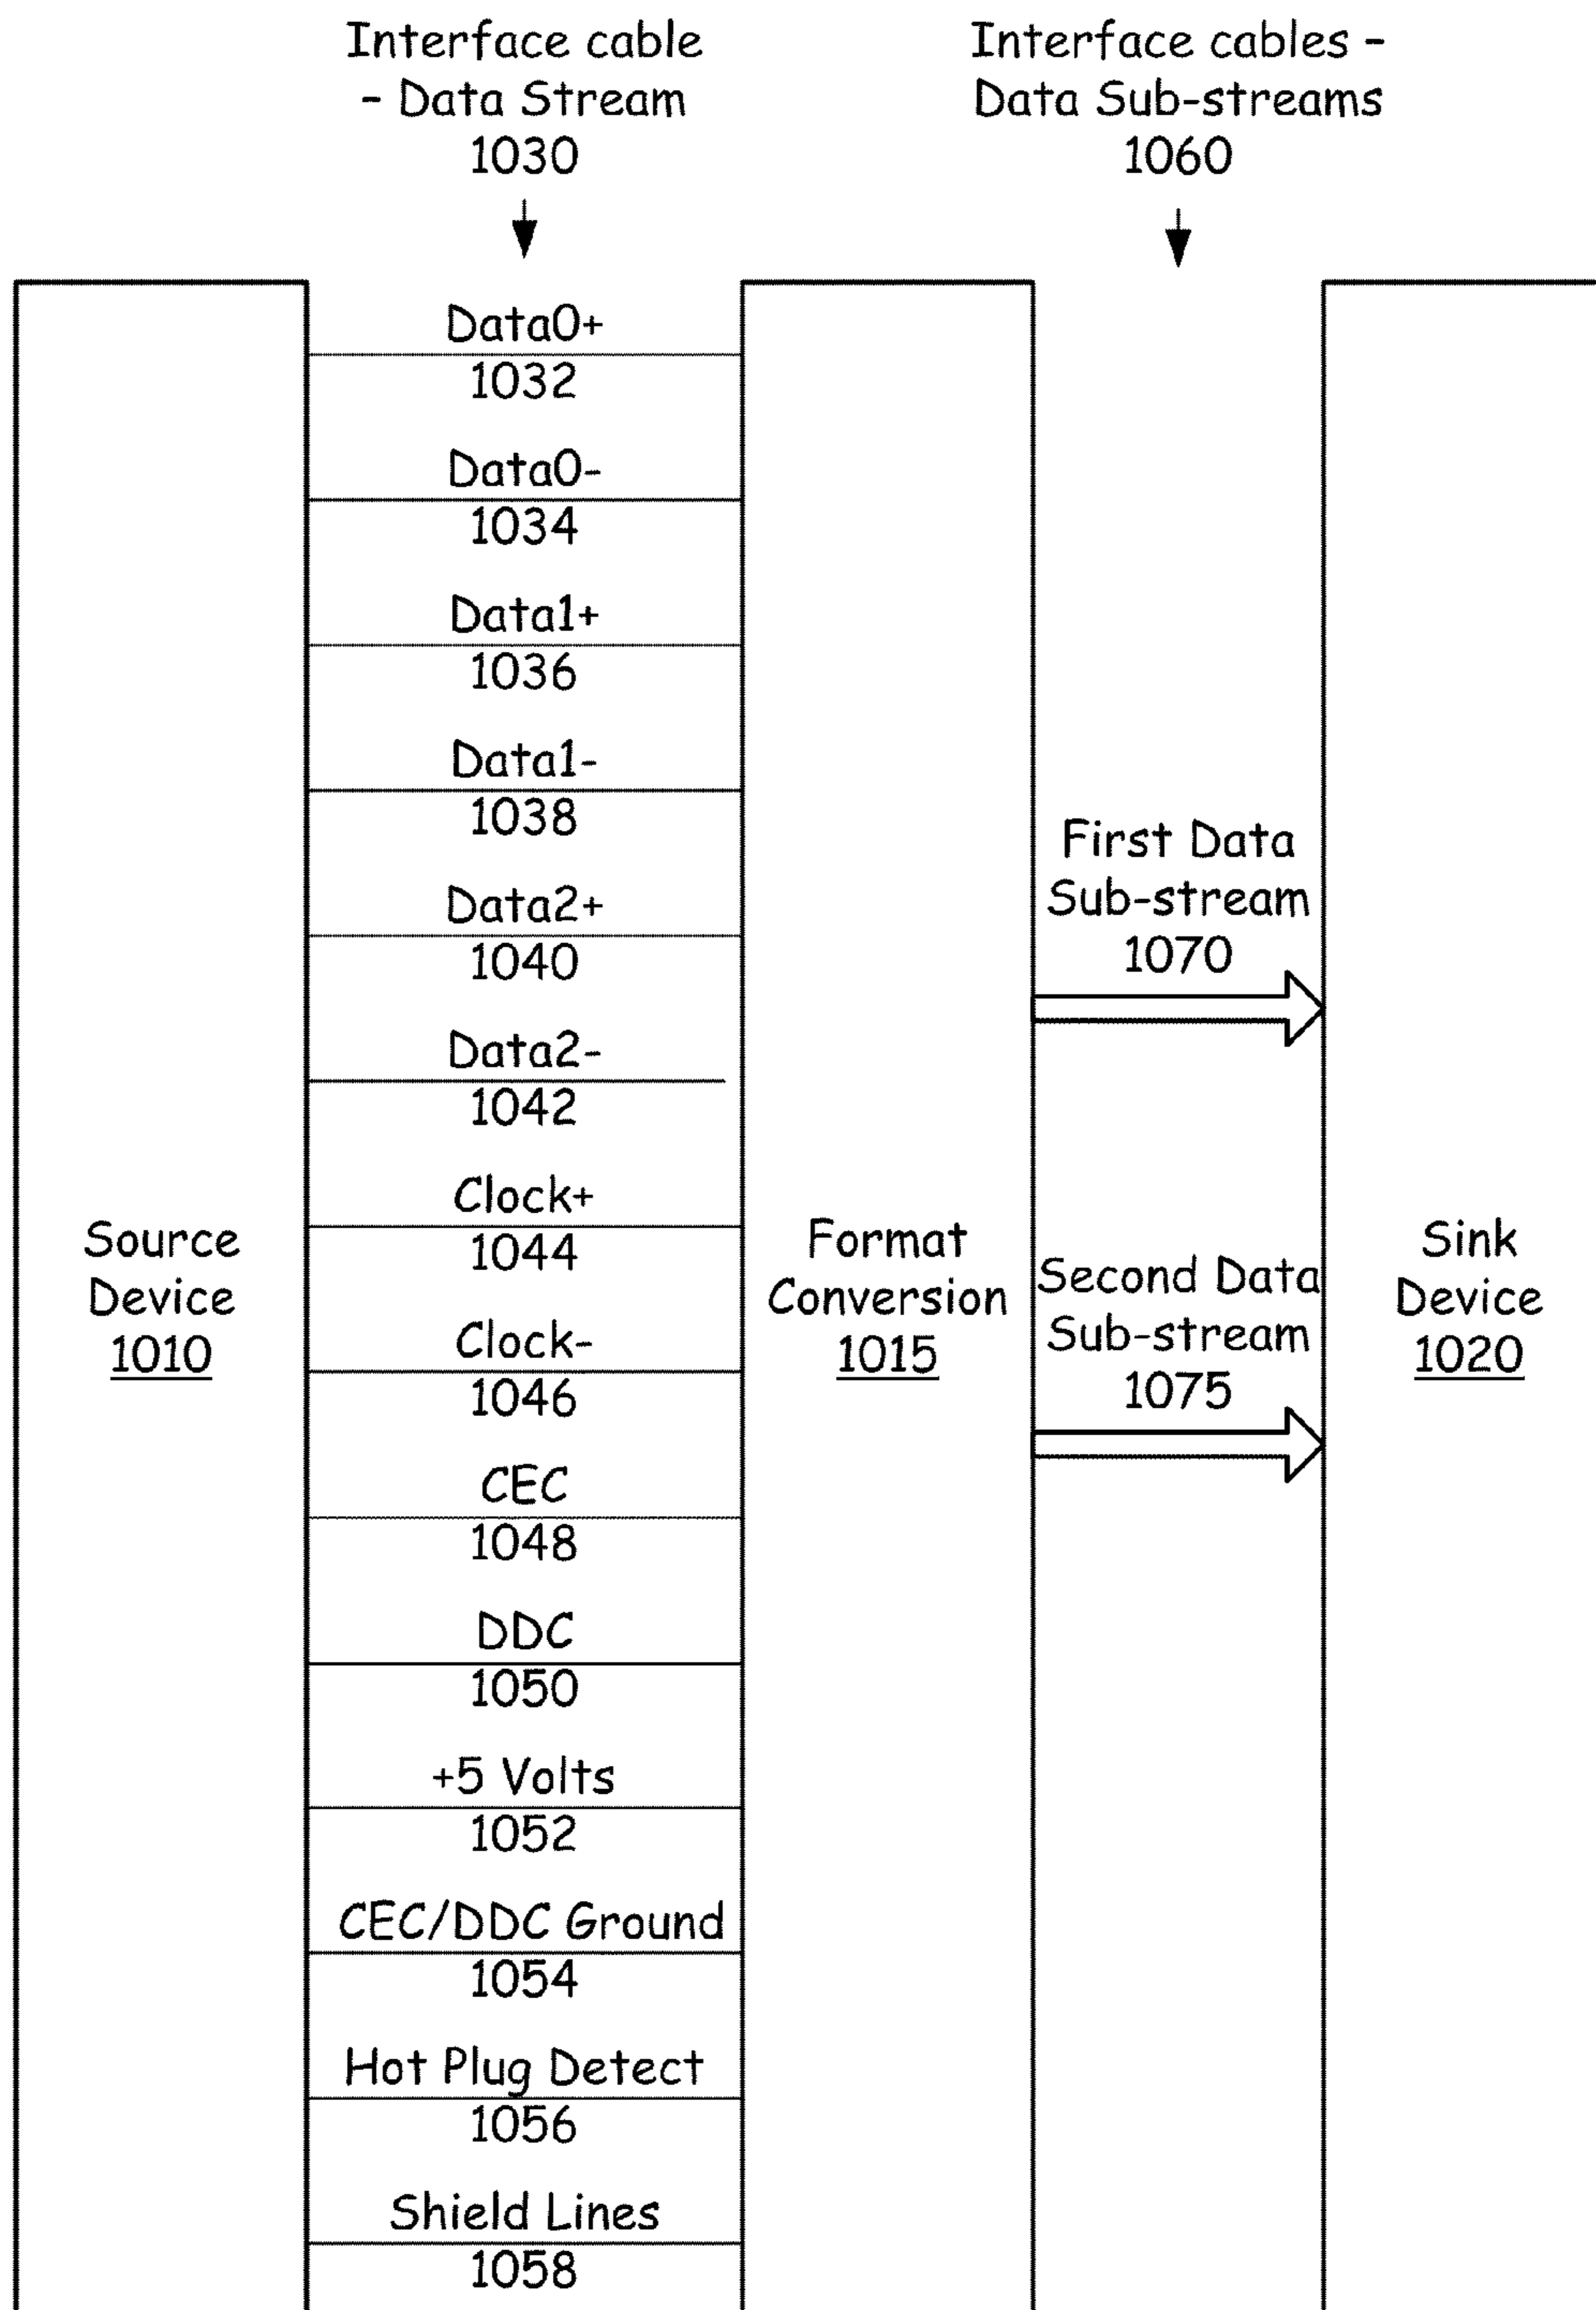 Interface cable
- Data Stream
1030
Interface cables -
Data Sub-streams
1060
Data0+
1032
Data0-
1034
Data1+
1036
Data1-
1038
Data2+
1040
Data2-
1042
Clock+
1044
Clock-
1046
CEC
1048
DDC
1050
+5 Volts
1052
CEC/DDC Ground
1054
Hot Plug Detect
1056
Shield Lines
1058
Source
Device
1010
Format
Conversion
1015
First Data
Sub-stream
1070
Second Data
Sub-stream
1075
Sink
Device
1020